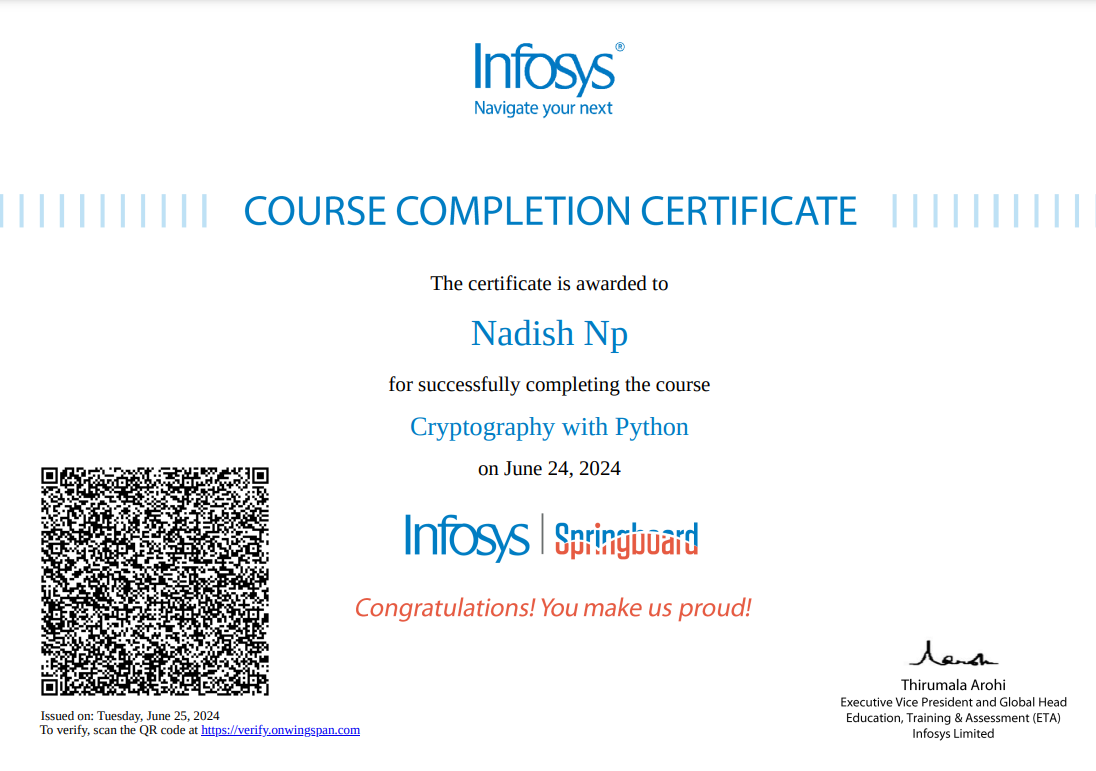 Infosys®
Navigate your next
COURSE COMPLETION CERTIFICATE
The certificate is awarded to
Nadish Np
for successfully completing the course
Cryptography with Python
on June 24, 2024
Infosys | Springboard
Congratulations! You make us proud!
Issued on: Tuesday, June 25, 2024
To verify, scan the QR code at https://verify.onwingspan.com
Thirumala Arohi
Executive Vice President and Global Head
Education, Training & Assessment (ETA)
Infosys Limited